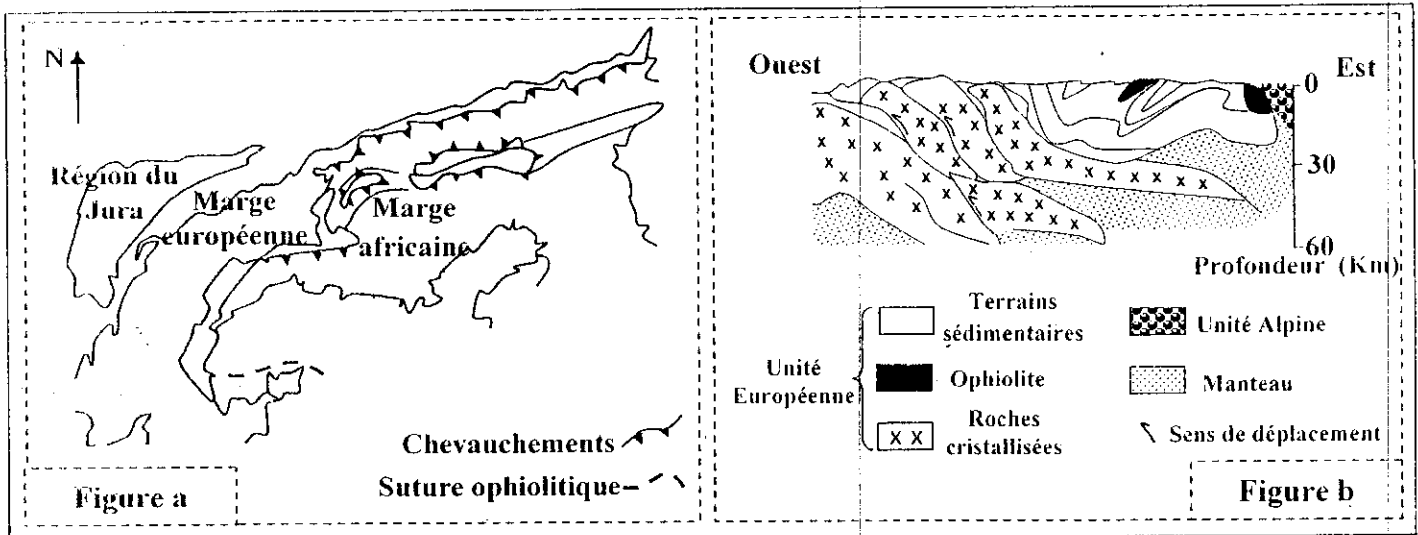 N
Région du
Jura
Marge
européenne
Marge
africaine
Chevauchements
Suture ophiolitique
Figure a
Ouest
Est
0
30
60
Profondeur (Km)
Unité
Européenne
Terrains
sédimentaires
Ophiolite
Roches
cristallisées
Unité Alpine
Manteau
Sens de déplacement
Figure b